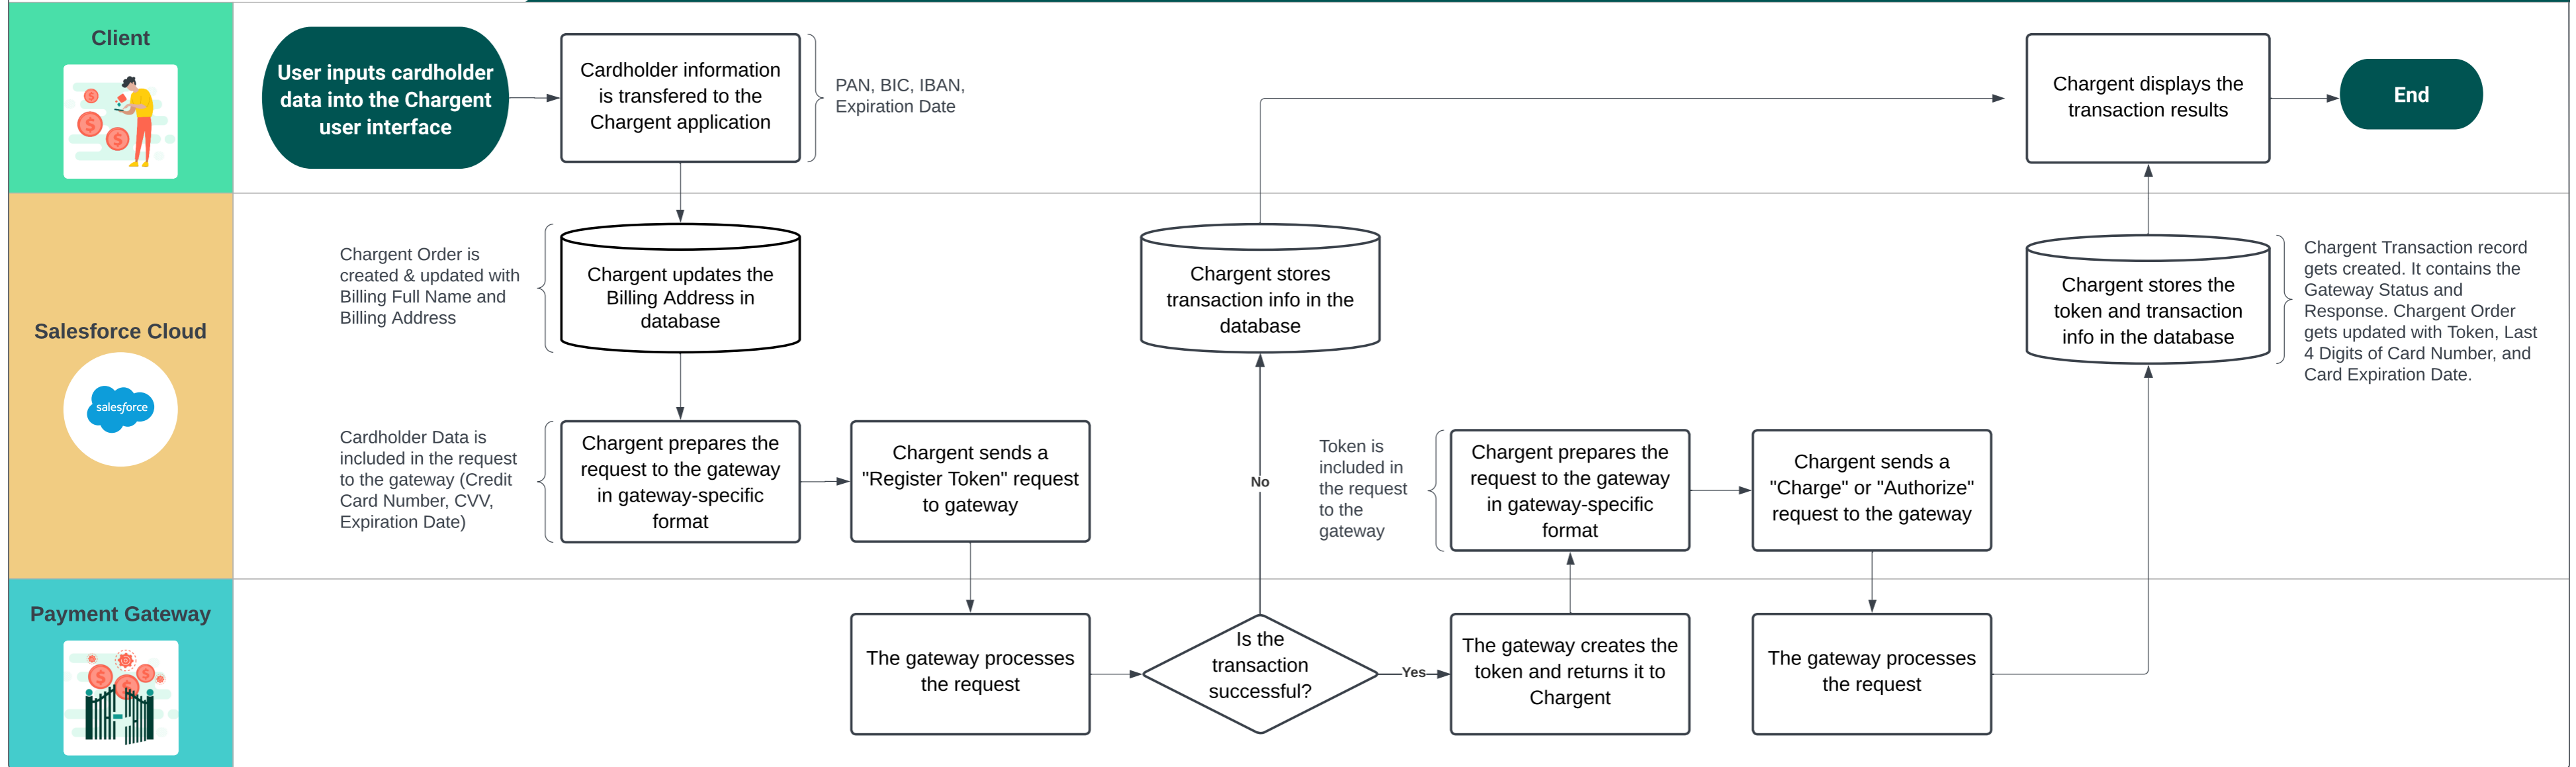 Client
User inputs cardholder
data into the Chargent
user interface
Cardholder information
is transfered to the
Chargent application
PAN, BIC, IBAN,
Expiration Date
Chargent displays the
transaction results
End
Salesforce Cloud
salesforce
Chargent Order is
created & updated with
Billing Full Name and
Billing Address
Chargent updates the
Billing Address in
database
Chargent stores
transaction info in the
database
Chargent stores the
token and transaction
info in the database
Chargent Transaction record
gets created. It contains the
Gateway Status and
Response. Chargent Order
gets updated with Token, Last
4 Digits of Card Number, and
Card Expiration Date.
Cardholder Data is
included in the request
to the gateway (Credit
Card Number, CVV,
Expiration Date)
Chargent prepares the
request to the gateway
in gateway-specific
format
Chargent sends a
"Register Token" request
to gateway
No
Token is
included in
the request
to the
gateway
Chargent prepares the
request to the gateway
in gateway-specific
format
Chargent sends a
"Charge" or "Authorize"
request to the gateway
Payment Gateway
The gateway processes
the request
Is the
transaction
successful?
Yes
The gateway creates the
token and returns it to
Chargent
The gateway processes
the request